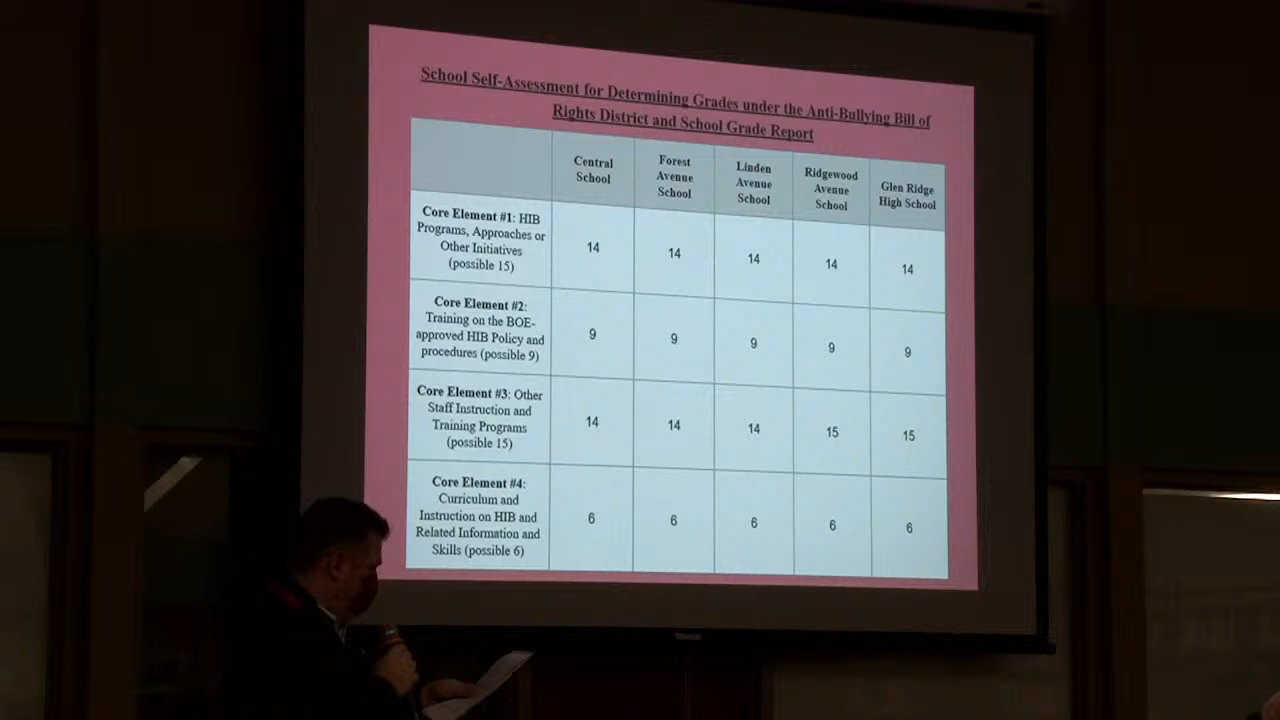 School Self-Assessment for Determining Grades under the Anti-Bullying Bill of
Rights District and School Grade Report
Central
School
Forest
Avenue
School
Linden
Avenue
School
Ridgewood
Avenue
School
Glen Ridge
High School
Core Element #1: HIB
Programs, Approaches or
Other Initiatives
(possible 15)
14
14
14
14
14
Core Element #2:
Training on the BOE-
approved HIB Policy and
procedures (possible 9)
9
9
9
9
9
Core Element #3: Other
Staff Instruction and
Training Programs
(possible 15)
14
14
14
15
15
Core Element #4:
Curriculum and
Instruction on HIB and
Related Information and
Skills (possible 6)
6
6
6
6
6